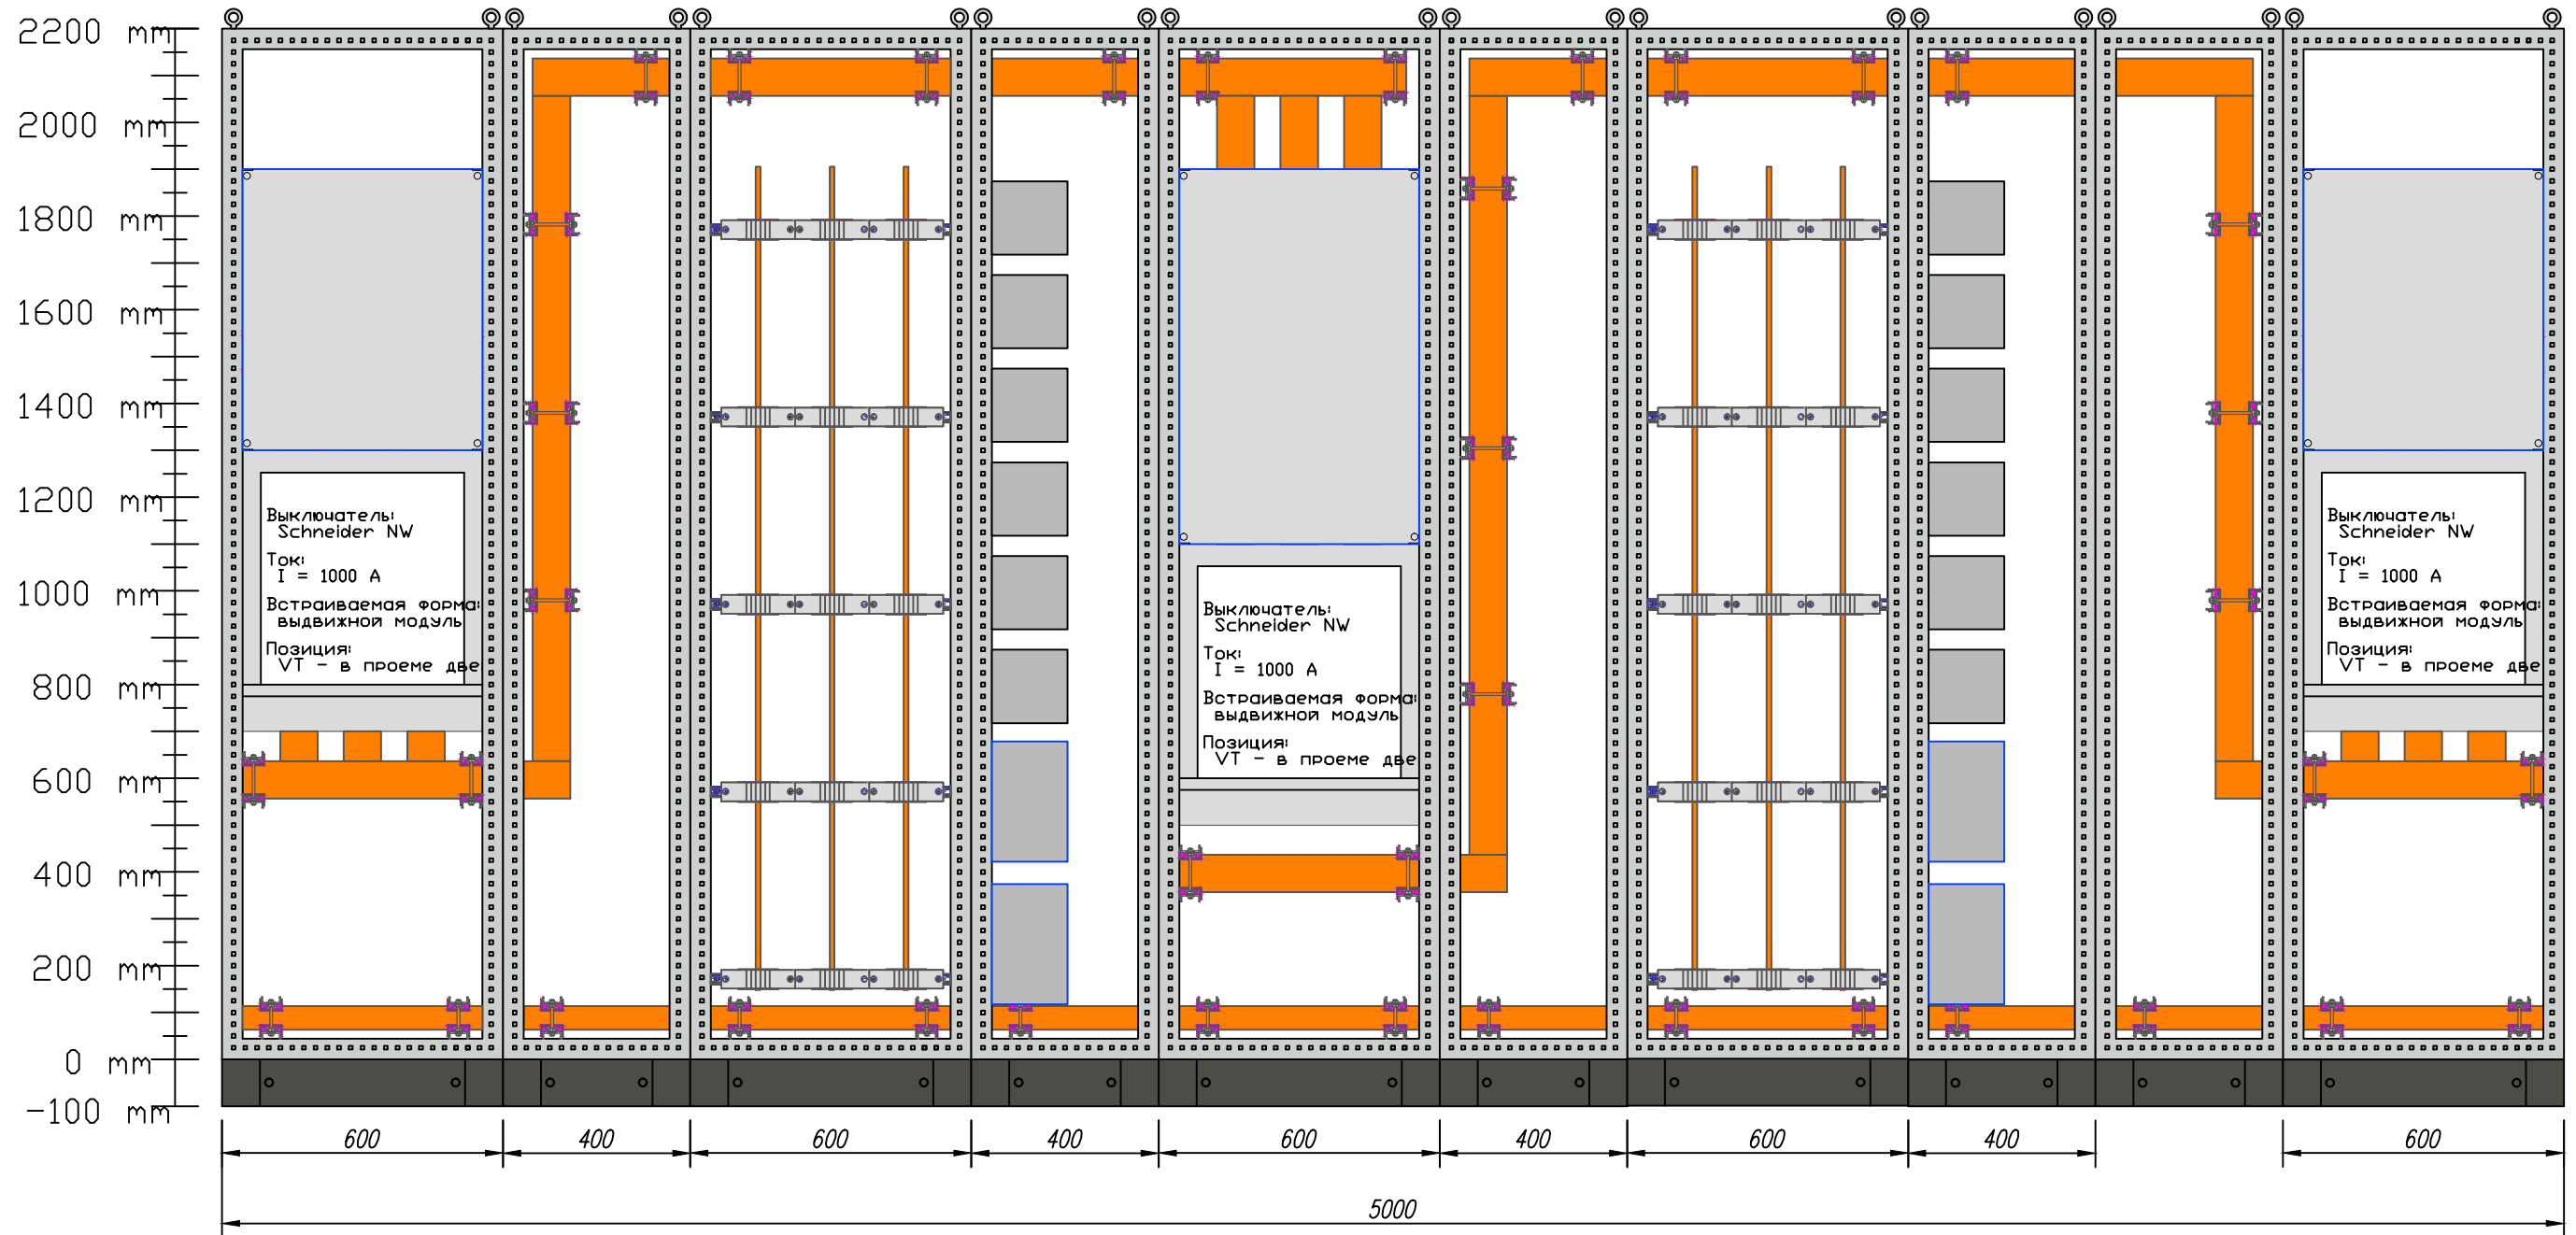 2200 mm
2000 mm
1800 mm
1600 mm
1400 mm
1200 mm
1000 mm
800 mm
600 mm
400 mm
200 mm
0 mm
-100 mm
Выключатель:
Schneider NW
Ток:
I = 1000 A
Встраиваемая форма:
выдвижной модуль
Позиция:
VT - в проеме две
Выключатель:
Schneider NW
Ток:
I = 1000 A
Встраиваемая форма:
выдвижной модуль
Позиция:
VT - в проеме две
Выключатель:
Schneider NW
Ток:
I = 1000 A
Встраиваемая форма:
выдвижной модуль
Позиция:
VT - в проеме две
600 400 600 400 600 400 600 400 600
5000